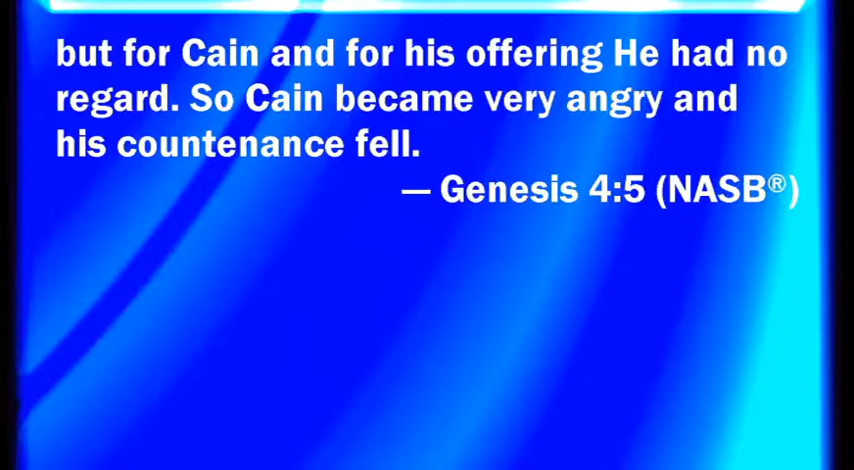 but for Cain and for his offering He had no
regard. So Cain became very angry and
his countenance fell.
— Genesis 4:5 (NASB®)